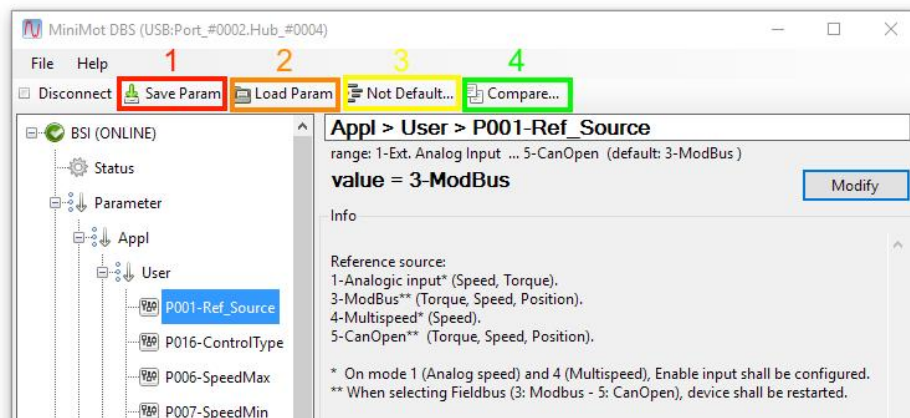 MiniMot DBS (USB:Port_#0002.Hub_#0004)
File Help
1 2 3 4
Disconnect Save Param Load Param Not Default... Compare...
BSI (ONLINE)
Status
Parameter
Appl
User
P001-Ref_Source
P016-ControlType
P006-SpeedMax
P007-SpeedMin
Appl > User > P001-Ref_Source
range: 1-Ext. Analog Input ... 5-CanOpen (default: 3-ModBus )
value = 3-ModBus
Modify
Info
Reference source:
1-Analogic input* (Speed, Torque).
3-ModBus** (Torque, Speed, Position).
4-Multispeed* (Speed).
5-CanOpen** (Torque, Speed, Position).
* On mode 1 (Analog speed) and 4 (Multispeed), Enable input shall be configured.
** When selecting Fieldbus (3: Modbus - 5: CanOpen), device shall be restarted.